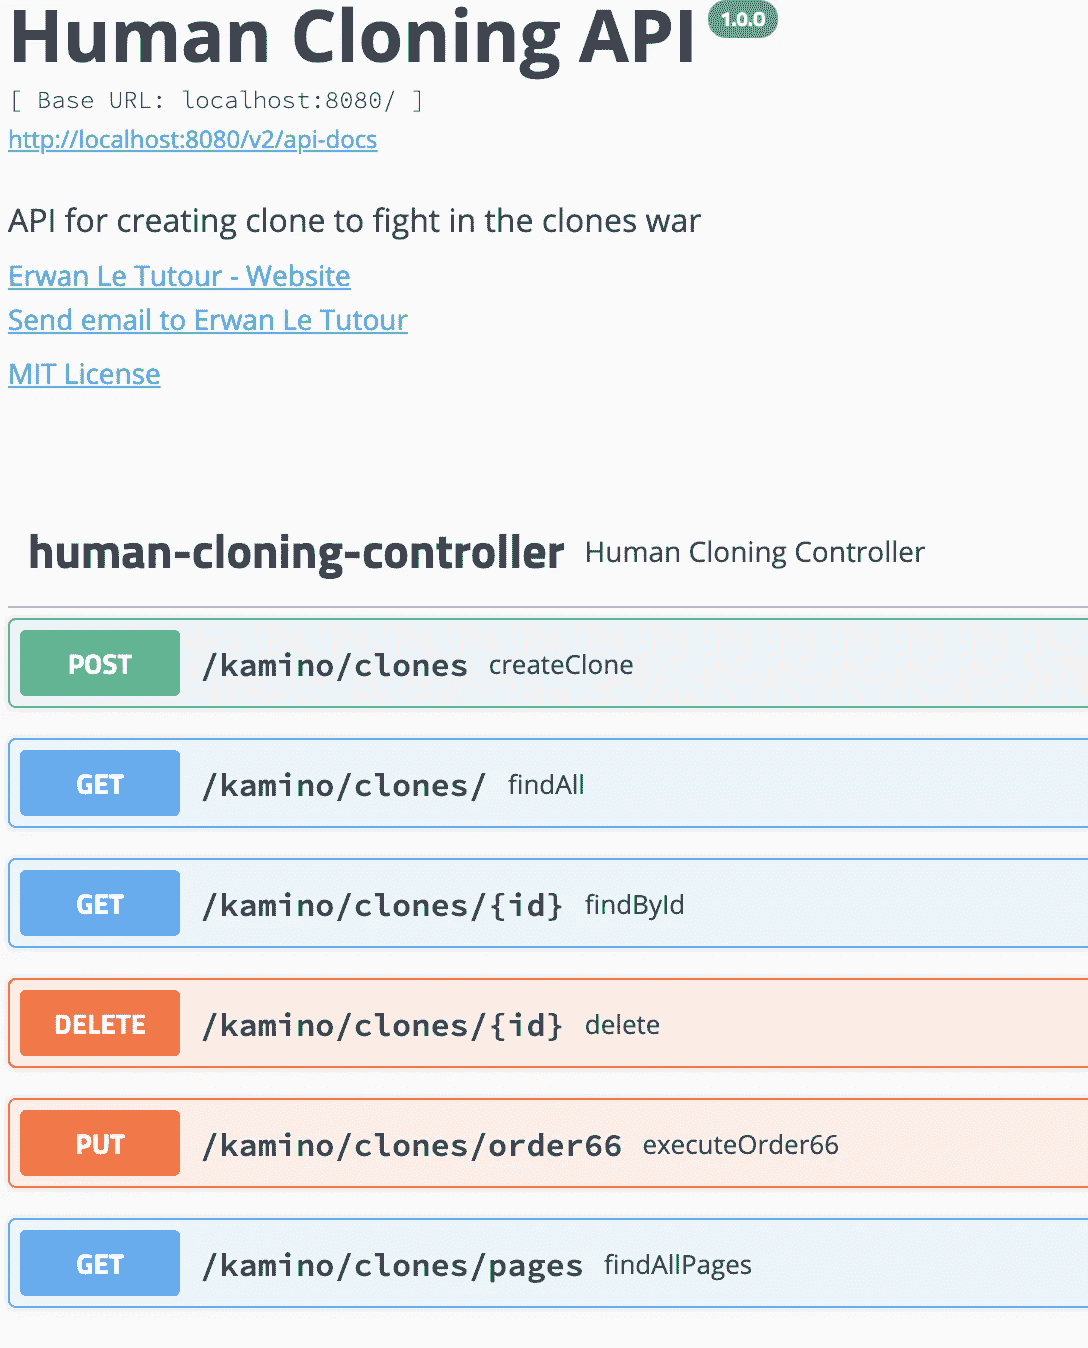 Human Cloning API 1.0.0
[ Base URL: localhost:8080/ ]
http://localhost:8080/v2/api-docs
API for creating clone to fight in the clones war
Erwan Le Tutour - Website
Send email to Erwan Le Tutour
MIT License
human-cloning-controller Human Cloning Controller
POST /kamino/clones createClone
GET /kamino/clones/ findAll
GET /kamino/clones/{id} findById
DELETE /kamino/clones/{id} delete
PUT /kamino/clones/order66 executeOrder66
GET /kamino/clones/pages findAllPages